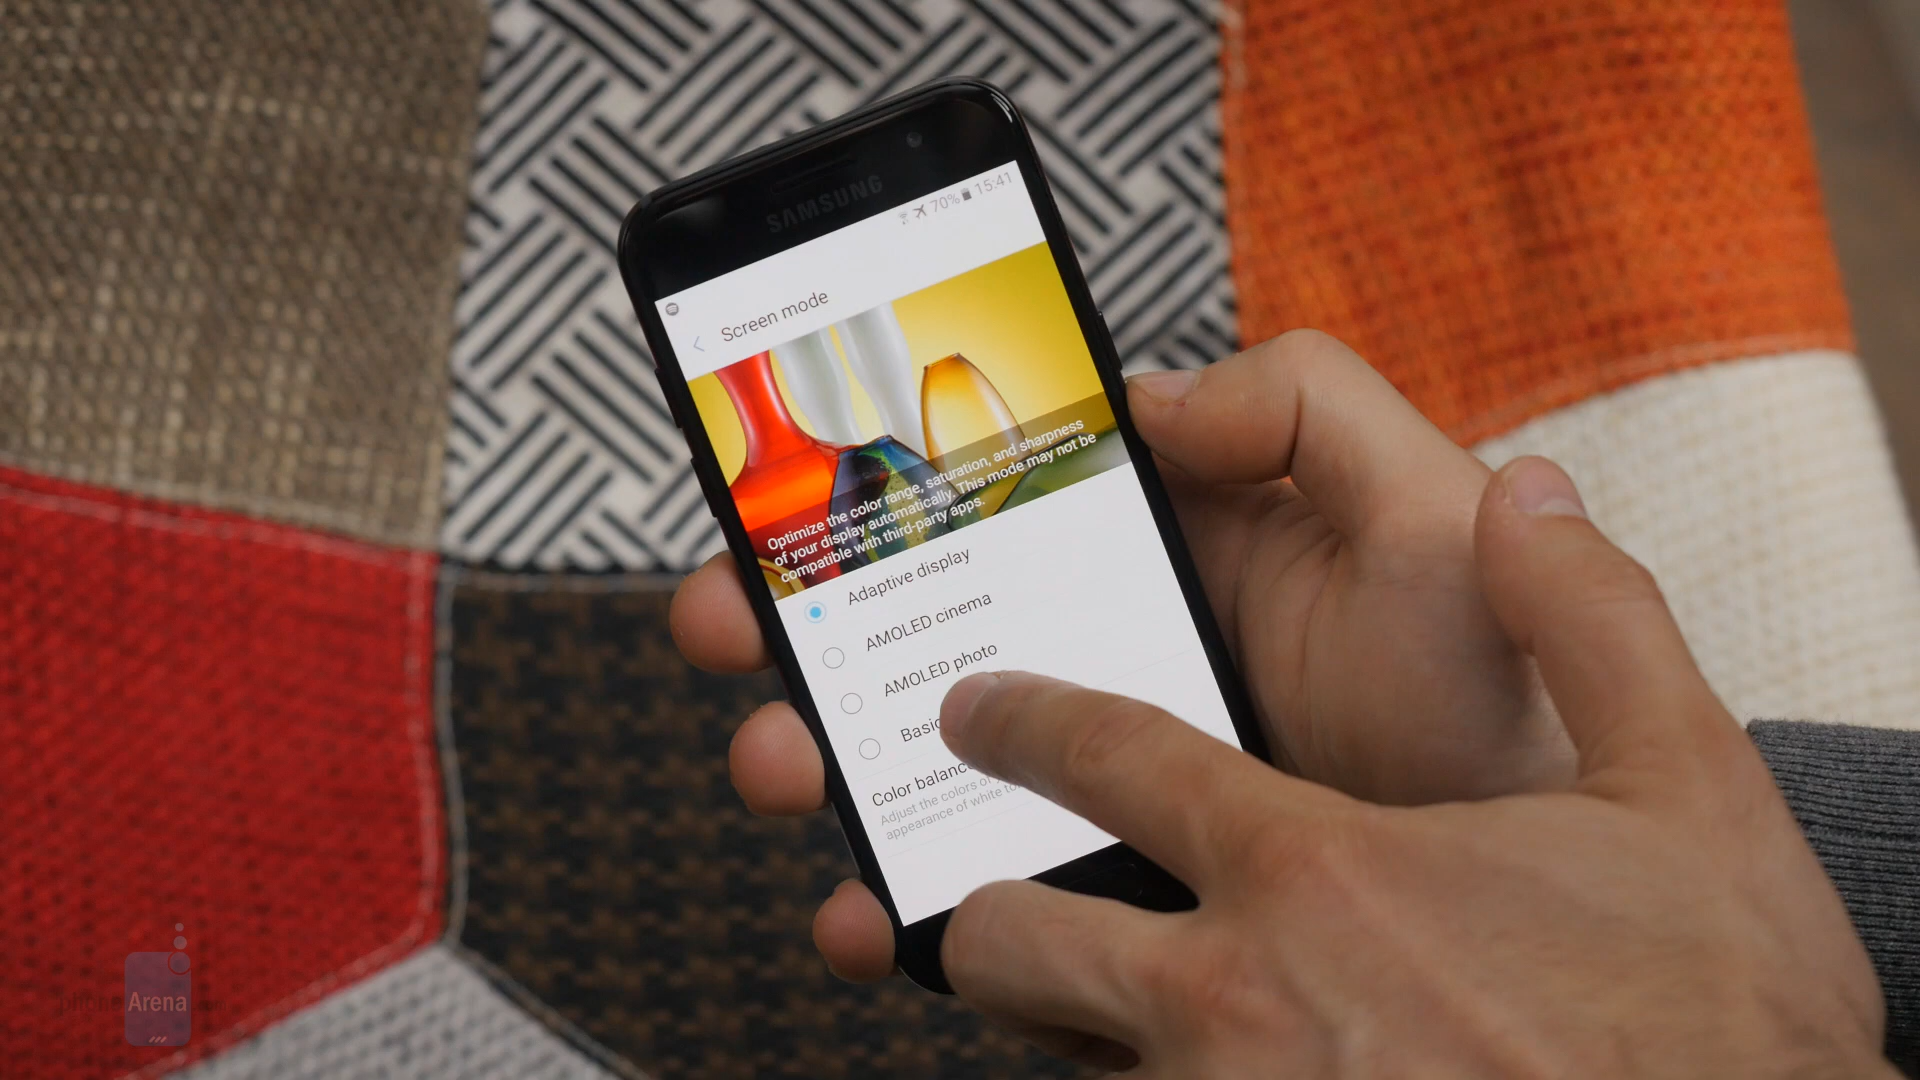 SAMSUNG
70% 15:41
Screen mode
Optimize the color range, saturation, and sharpness
of your display automatically. This mode may not be
compatible with third-party apps.
Adaptive display
AMOLED cinema
AMOLED photo
Basic
Color balance
Adjust the colors of
appearance of white
phoneArena.com